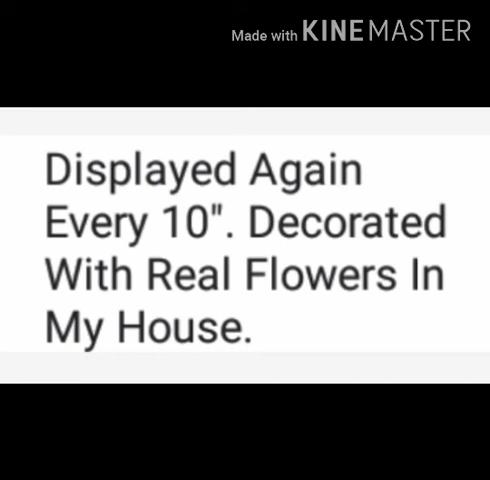 Made with KINEMASTER
Displayed Again
Every 10". Decorated
With Real Flowers In
My House.